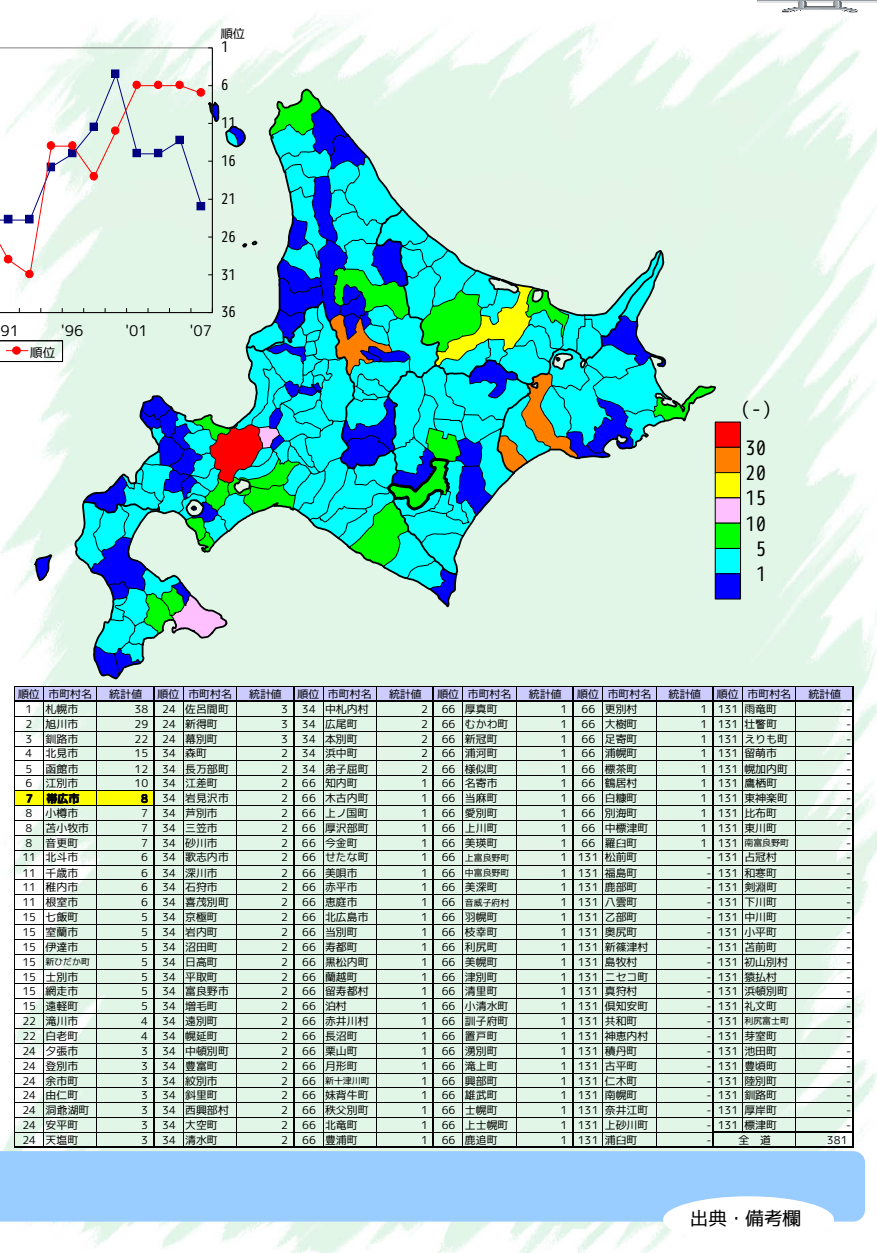 順位
1
6
11
16
21
26
31
36
91 '96 '01 '07
順位
(-)
30
20
15
10
5
1
順位 市町村名 統計値 順位 市町村名 統計値 順位 市町村名 統計値 順位 市町村名 統計値 順位 市町村名 統計値 順位 市町村名 統計値
1 札幌市 38 24 佐呂間町 3 34 中札内村 2 66 厚真町 1 66 更別村 1 131 雨竜町 -
2 旭川市 29 24 新得町 3 34 広尾町 2 66 むかわ町 1 66 大樹町 1 131 壮瞥町 -
3 釧路市 22 24 幕別町 3 34 本別町 2 66 新冠町 1 66 足寄町 1 131 えりも町 -
4 北見市 15 34 森町 2 34 浜中町 2 66 浦河町 1 66 浦幌町 1 131 留萌市 -
5 函館市 12 34 長万部町 2 34 弟子屈町 2 66 様似町 1 66 標茶町 1 131 幌加内町 -
6 江別市 10 34 江差町 2 66 知内町 1 66 名寄市 1 66 鶴居村 1 131 鷹栖町 -
7 帯広市 8 34 岩見沢市 2 66 木古内町 1 66 当麻町 1 66 白糠町 1 131 東神楽町 -
8 小樽市 7 34 芦別市 2 66 上ノ国町 1 66 愛別町 1 66 別海町 1 131 比布町 -
8 苫小牧市 7 34 三笠市 2 66 厚沢部町 1 66 上川町 1 66 中標津町 1 131 東川町 -
8 音更町 7 34 砂川市 2 66 今金町 1 66 美瑛町 1 66 羅臼町 1 131 南富良野町 -
11 北斗市 6 34 歌志内市 2 66 せたな町 1 66 上富良野町 1 131 松前町 - 131 占冠村 -
11 千歳市 6 34 深川市 2 66 美唄市 1 66 中富良野町 1 131 福島町 - 131 和寒町 -
11 稚内市 6 34 石狩市 2 66 赤平市 1 66 美深町 1 131 鹿部町 - 131 剣淵町 -
11 根室市 6 34 喜茂別町 2 66 恵庭市 1 66 音威子府村 1 131 八雲町 - 131 下川町 -
15 七飯町 5 34 京極町 2 66 北広島市 1 66 羽幌町 1 131 乙部町 - 131 中川町 -
15 室蘭市 5 34 岩内町 2 66 当別町 1 66 枝幸町 1 131 奥尻町 - 131 小平町 -
15 伊達市 5 34 沼田町 2 66 寿都町 1 66 利尻町 1 131 新篠津村 - 131 苫前町 -
15 新ひだか町 5 34 日高町 2 66 黒松内町 1 66 美幌町 1 131 島牧村 - 131 初山別村 -
15 士別市 5 34 平取町 2 66 蘭越町 1 66 津別町 1 131 ニセコ町 - 131 猿払村 -
15 網走市 5 34 富良野市 2 66 留寿都村 1 66 清里町 1 131 真狩村 - 131 浜頓別町 -
15 遠軽町 5 34 増毛町 2 66 泊村 1 66 小清水町 1 131 倶知安町 - 131 礼文町 -
22 滝川市 4 34 遠別町 2 66 赤井川村 1 66 訓子府町 1 131 共和町 - 131 利尻富士町 -
22 白老町 4 34 幌延町 2 66 長沼町 1 66 置戸町 1 131 神恵内村 - 131 芽室町 -
24 夕張市 3 34 中頓別町 2 66 栗山町 1 66 湧別町 1 131 積丹町 - 131 池田町 -
24 登別市 3 34 豊富町 2 66 月形町 1 66 滝上町 1 131 古平町 - 131 豊頃町 -
24 余市町 3 34 紋別市 2 66 新十津川町 1 66 興部町 1 131 仁木町 - 131 陸別町 -
24 由仁町 3 34 斜里町 2 66 妹背牛町 1 66 雄武町 1 131 南幌町 - 131 釧路町 -
24 洞爺湖町 3 34 西興部村 2 66 秩父別町 1 66 士幌町 1 131 奈井江町 - 131 厚岸町 -
24 安平町 3 34 大空町 2 66 北竜町 1 66 上士幌町 1 131 上砂川町 - 131 標津町 -
24 天塩町 3 34 清水町 2 66 豊浦町 1 66 鹿追町 1 131 浦臼町 - 全 道 381
出典・備考欄